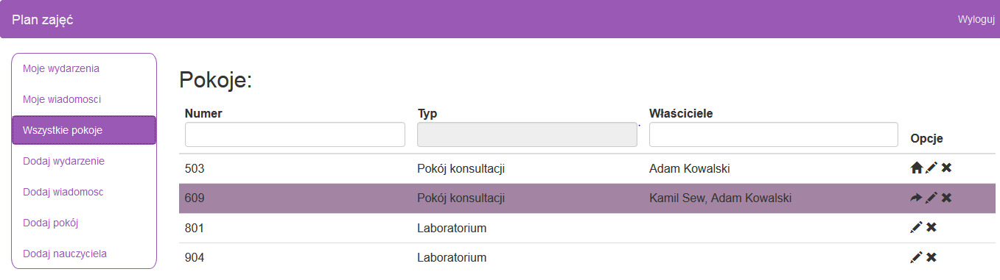 Plan zajęć Wyloguj
Moje wydarzenia
Moje wiadomosci
Wszystkie pokoje
Dodaj wydarzenie
Dodaj wiadomosc
Dodaj pokój
Dodaj nauczyciela
Pokoje:
Numer Typ Właściciele Opcje
503 Pokój konsultacji Adam Kowalski
609 Pokój konsultacji Kamil Sew, Adam Kowalski
801 Laboratorium
904 Laboratorium